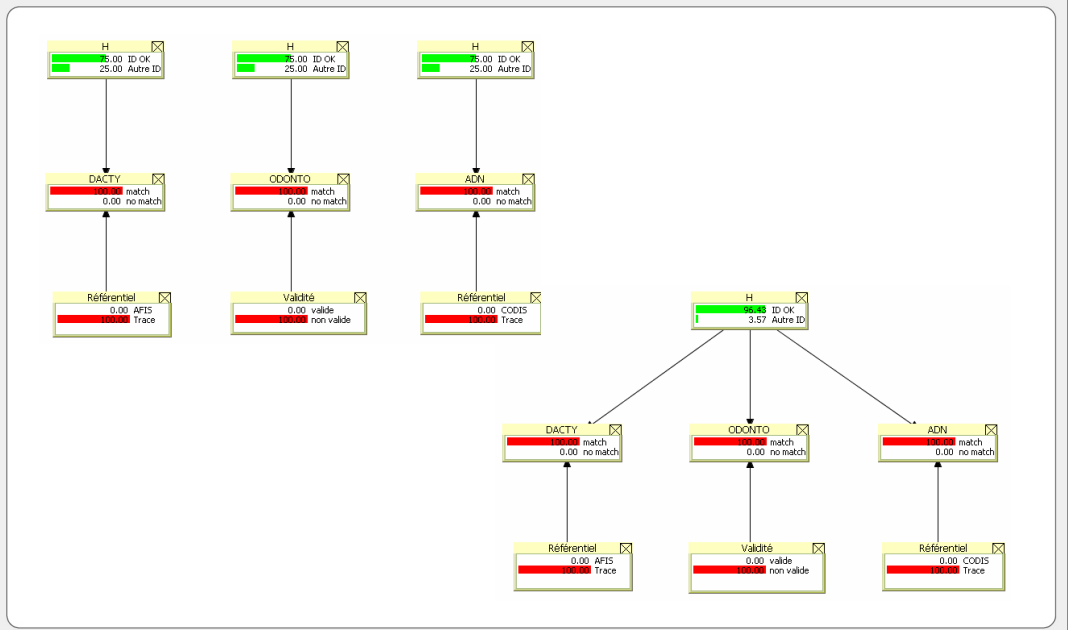 H
75.00 ID OK
25.00 Autre ID
H
75.00 ID OK
25.00 Autre ID
H
75.00 ID OK
25.00 Autre ID
DACTY
100.00 match
0.00 no match
ODONTO
100.00 match
0.00 no match
ADN
100.00 match
0.00 no match
Référentiel
0.00 AFIS
100.00 Trace
Validité
0.00 valide
100.00 non valide
Référentiel
0.00 CODIS
100.00 Trace
H
96.43 ID OK
3.57 Autre ID
DACTY
100.00 match
0.00 no match
ODONTO
100.00 match
0.00 no match
ADN
100.00 match
0.00 no match
Référentiel
0.00 AFIS
100.00 Trace
Validité
0.00 valide
100.00 non valide
Référentiel
0.00 CODIS
100.00 Trace